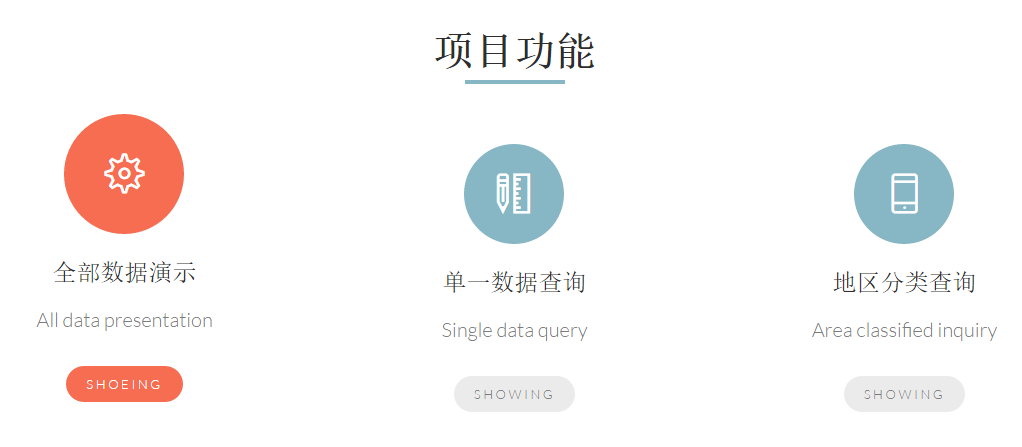 项目功能
全部数据演示
All data presentation
SHOEING
单一数据查询
Single data query
SHOWING
地区分类查询
Area classified inquiry
SHOWING